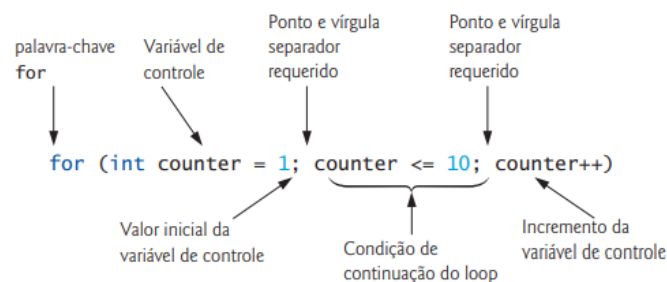 palavra-chave
for
Variável de
controle
Ponto e vírgula
separador
requerido
Ponto e vírgula
separador
requerido
for (int counter = 1; counter <= 10; counter++)
Valor inicial da
variável de controle
Condição de
continuação do loop
Incremento da
variável de controle